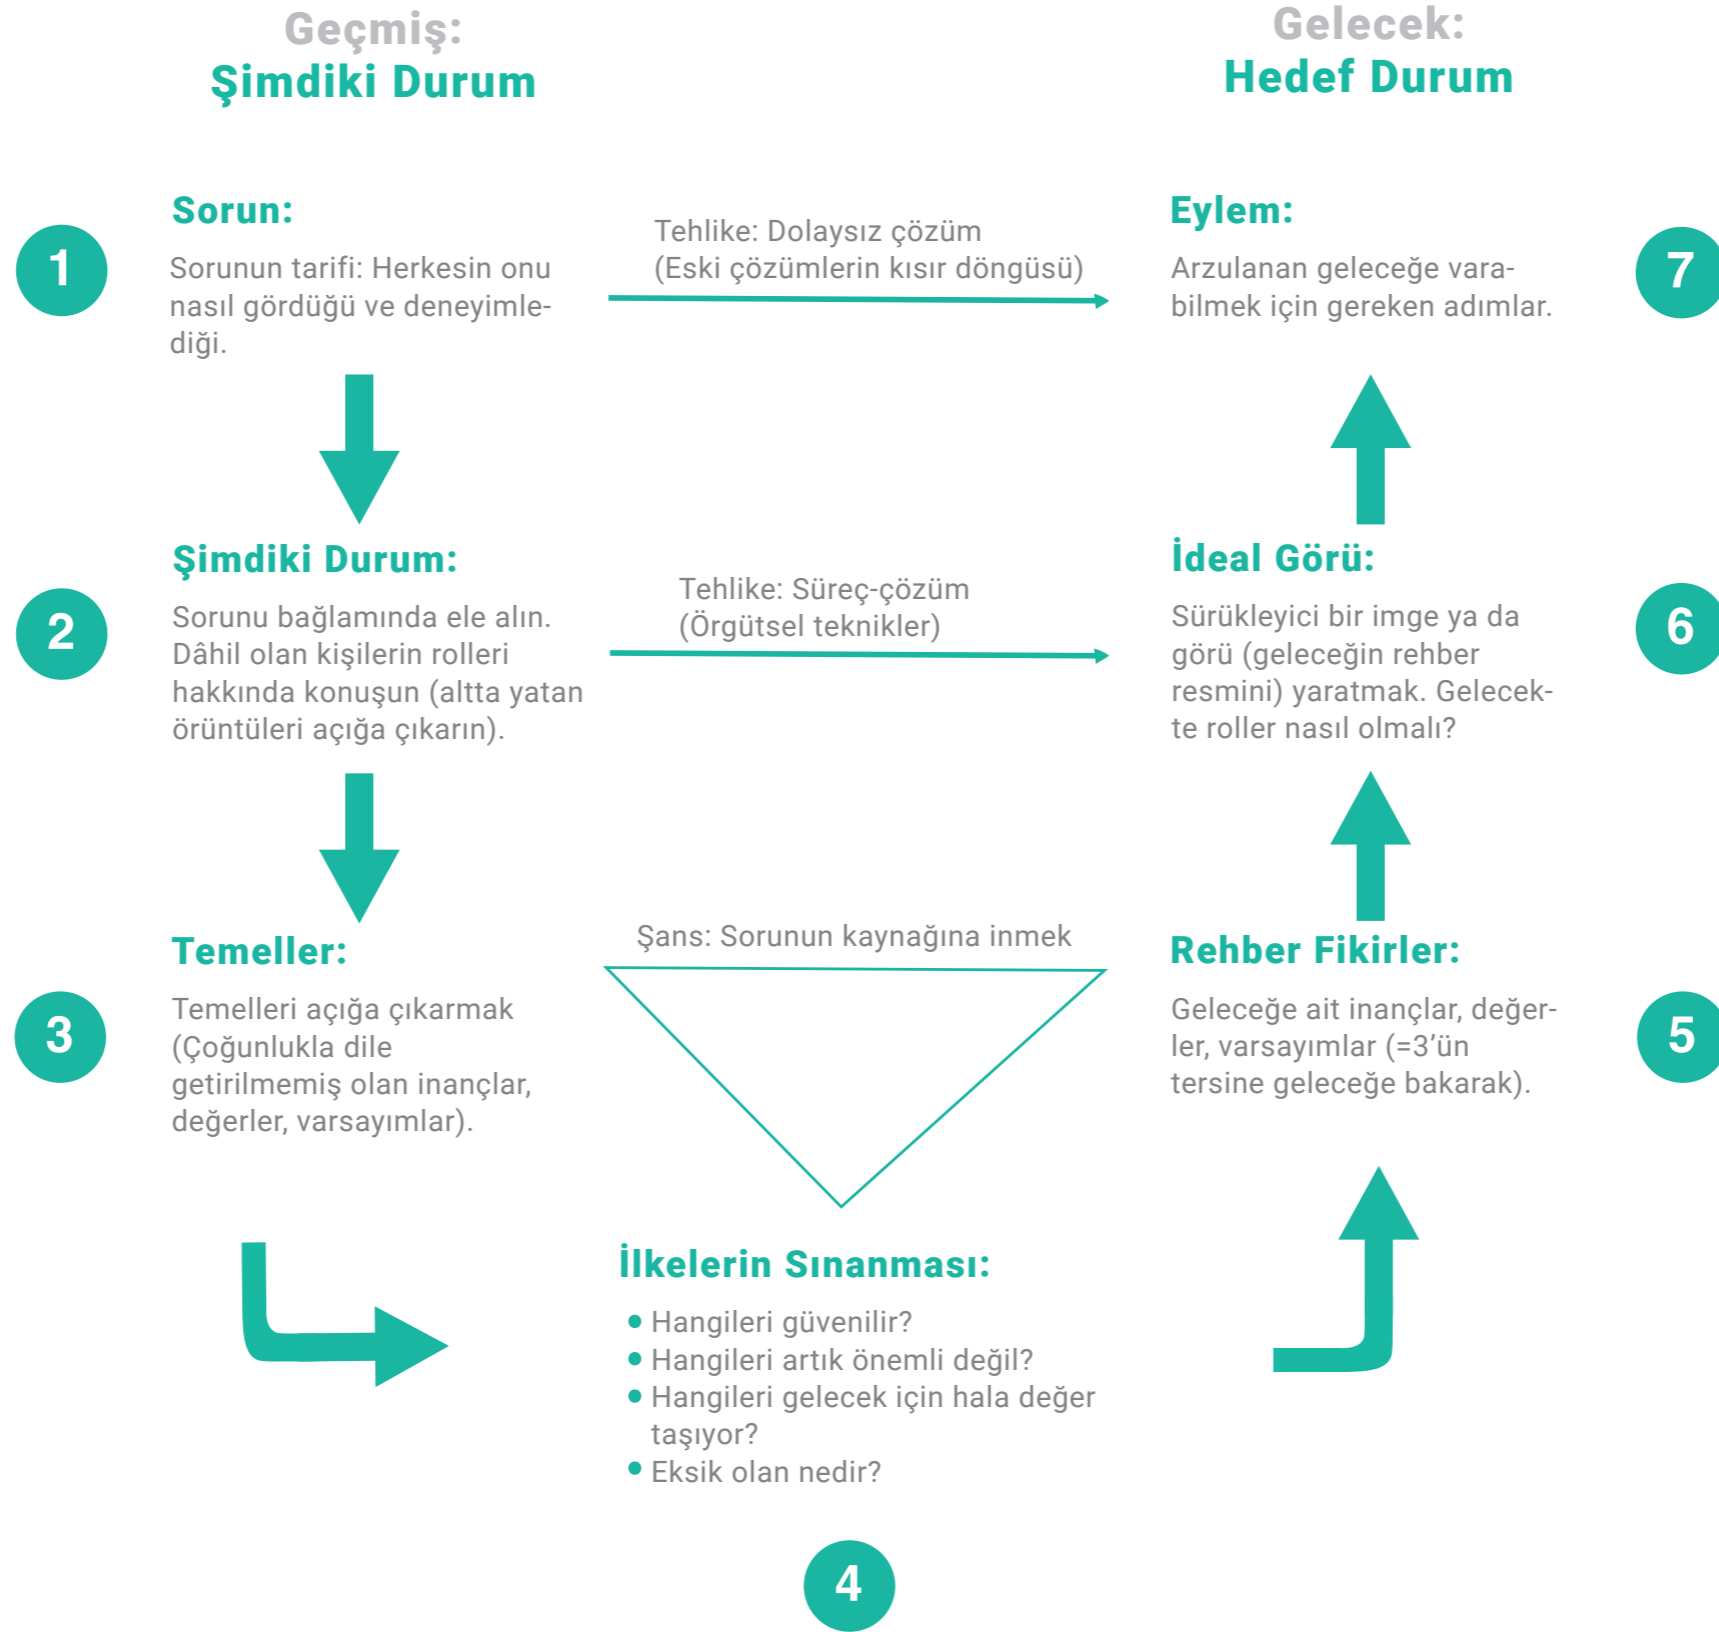 Geçmiş:
Şimdiki Durum
Gelecek:
Hedef Durum
1
Sorun:
Sorunun tarifi: Herkesin onu
nasıl gördüğü ve deneyimle-
diği.
Tehlike: Dolaysız çözüm
(Eski çözümlerin kısır döngüsü)
Eylem:
Arzulanan geleceğe vara-
bilmek için gereken adımlar.
7
2
Şimdiki Durum:
Sorunu bağlamında ele alın.
Dâhil olan kişilerin rolleri
hakkında konuşun (altta yatan
örüntüleri açığa çıkarın).
Tehlike: Süreç-çözüm
(Örgütsel teknikler)
İdeal Görü:
Sürükleyici bir imge ya da
görü (geleceğin rehber
resmini) yaratmak. Gelecek-
te roller nasıl olmalı?
6
3
Temeller:
Temelleri açığa çıkarmak
(Çoğunlukla dile
getirilmemiş olan inançlar,
değerler, varsayımlar).
Şans: Sorunun kaynağına inmek
Rehber Fikirler:
Geleceğe ait inançlar, değer-
ler, varsayımlar (=3’ün
tersine geleceğe bakarak).
5
İlkelerin Sınanması:
• Hangileri güvenilir?
• Hangileri artık önemli değil?
• Hangileri gelecek için hala değer
taşıyor?
• Eksik olan nedir?
4